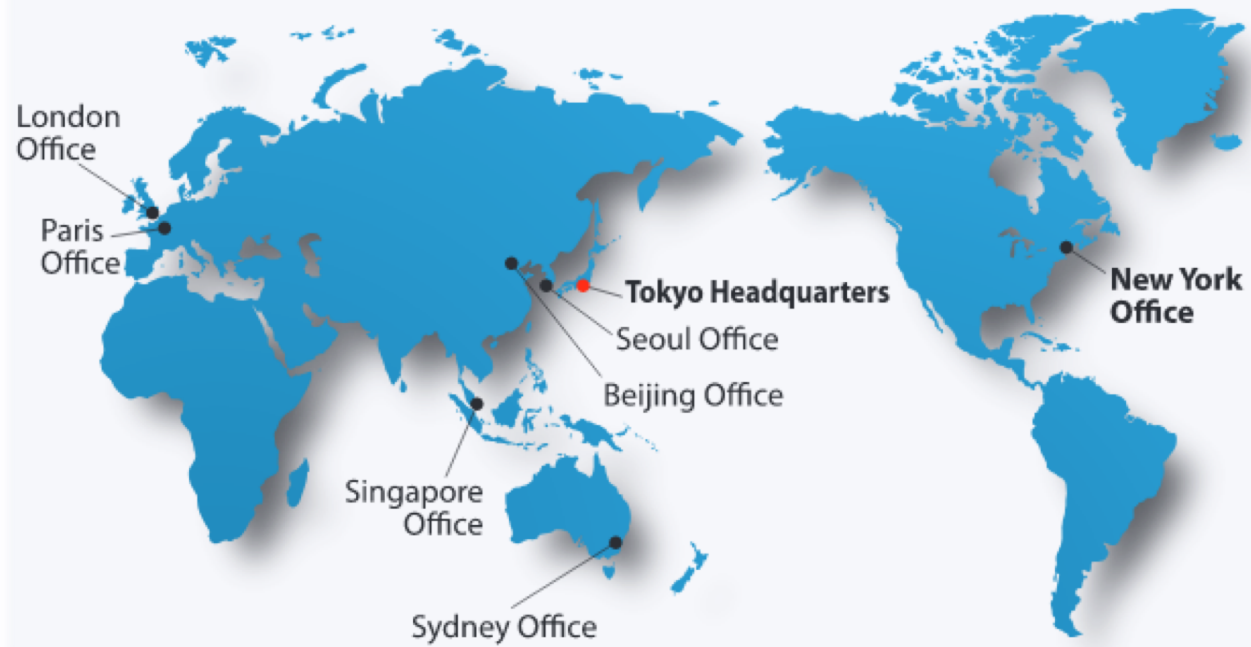 London
Office
Paris
Office
Tokyo Headquarters
New York
Office
Seoul Office
Beijing Office
Singapore
Office
Sydney Office